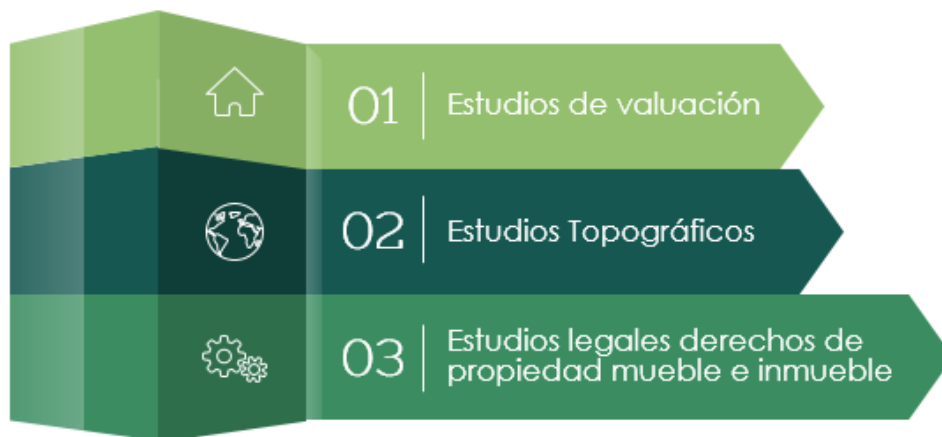 01
Estudios de valuación
02
Estudios Topográficos
03
Estudios legales derechos de
propiedad mueble e inmueble